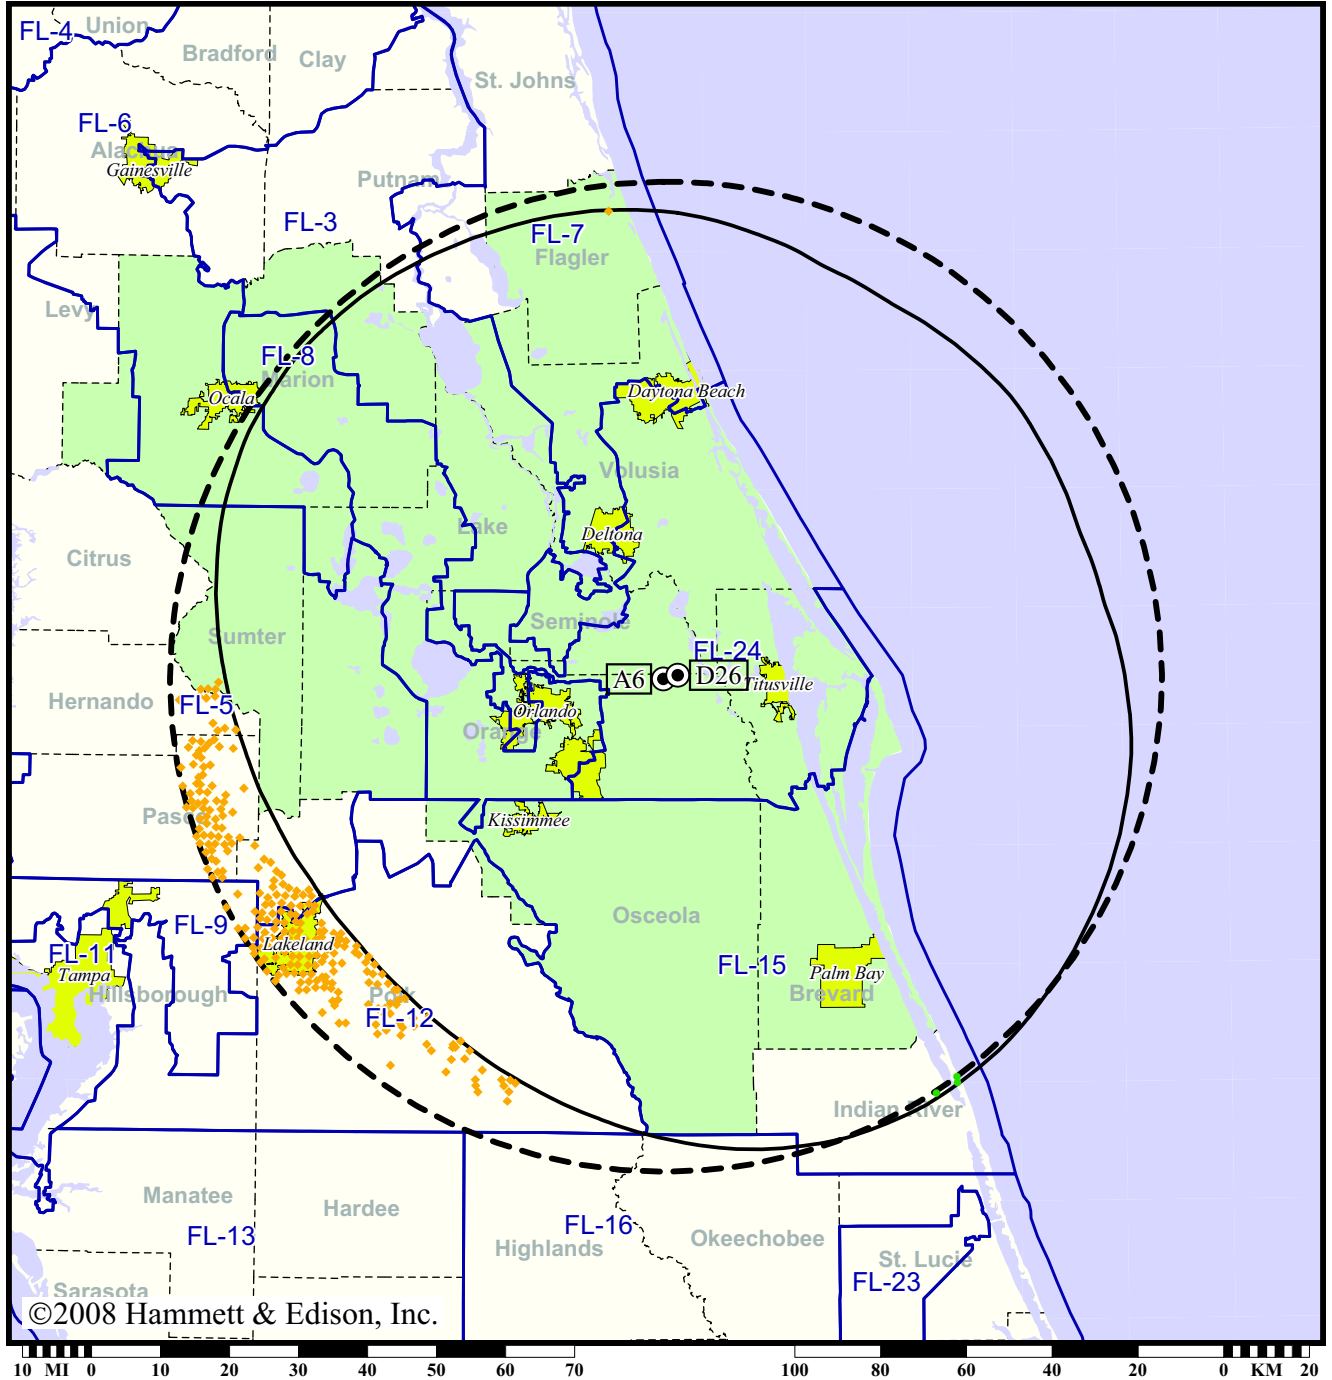 FL-4
Union
Bradford
Clay
St. Johns
FL-6
Alachua
Gainesville
Putnam
FL-3
FL-7
Flagler
Levy
FL-8
Marion
Ocala
Daytona Beach
Volusia
Lake
Deltona
Citrus
Seminole
Sumter
FL-24
A6
D26
Titusville
Hernando
FL-5
Orlando
Orange
Pasco
Kissimmee
Osceola
FL-9
FL-11
Tampa
Lakeland
FL-15
Palm Bay
Hillsborough
Polk
Brevard
FL-12
Indian River
Manatee
Hardee
FL-13
FL-16
Highlands
Okeechobee
St. Lucie
FL-23
Sarasota
©2008 Hammett & Edison, Inc.
10 MI 0 10 20 30 40 50 60 70 100 80 60 40 20 0 KM 20